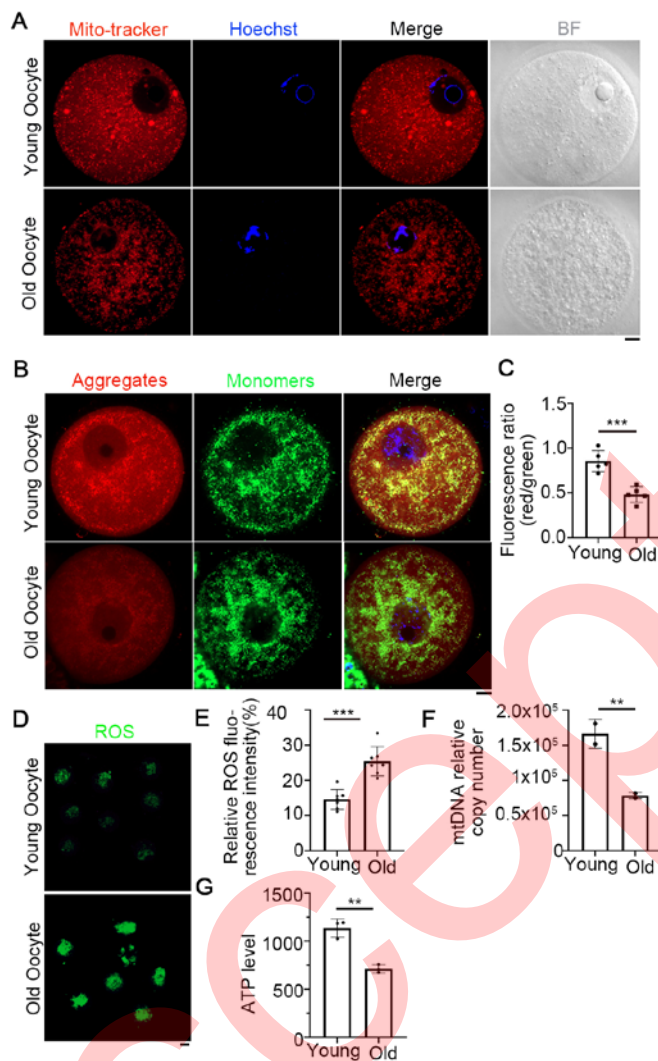 A
Mito-tracker Hoechst Merge BF
Young Oocyte
Old Oocyte
B
Aggregates Monomers Merge
Young Oocyte
Old Oocyte
C
Fluorescence ratio
(red/green)
1.5
1.0
0.5
0.0
***
Young Old
D
ROS
Young Oocyte
Old Oocyte
E
Relative ROS fluo-
rescence intensity(%)
40
30
20
10
0
***
Young Old
F
mtDNA relative
copy number
2.0x10⁵
1.5x10⁵
1.0x10⁵
0.5x10⁵
0
**
Young Old
G
ATP level
1500
1000
500
0
**
Young Old